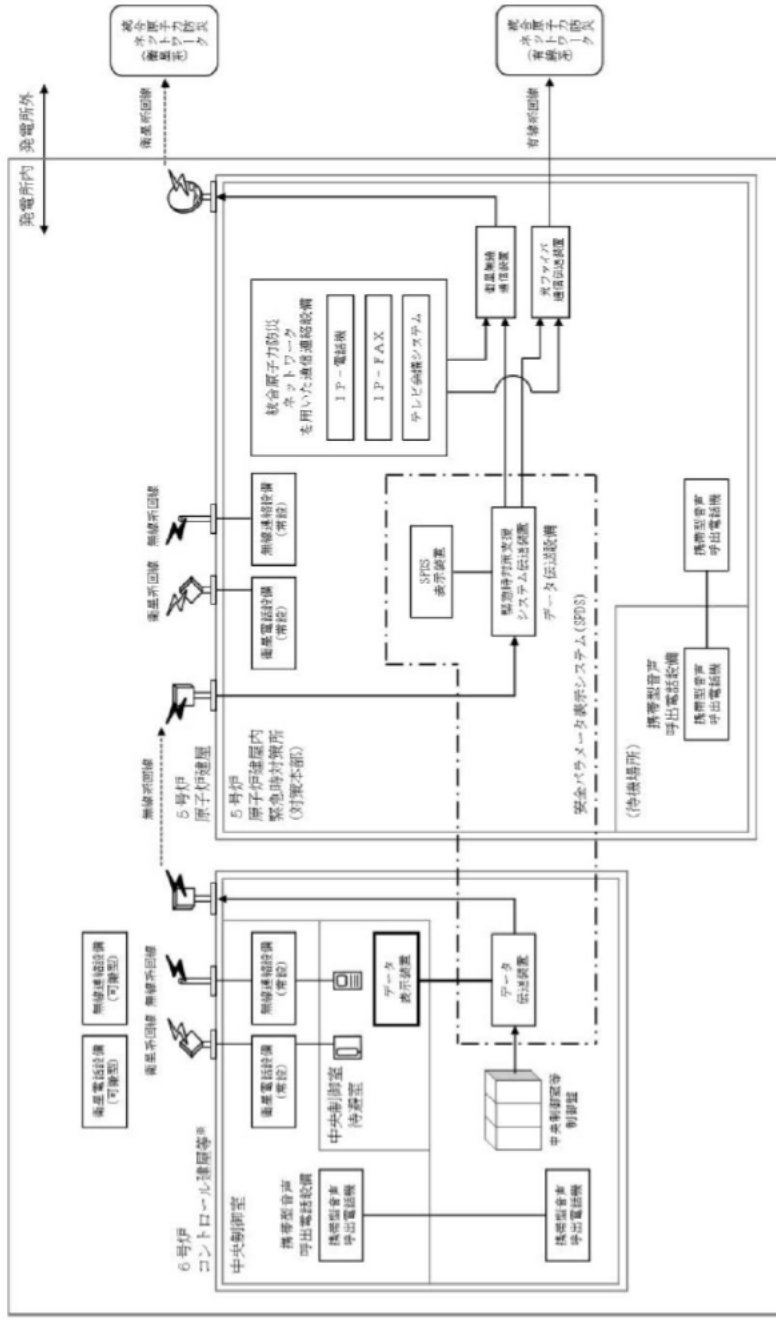 発電所内
発電所外
統合原子力防災
ネットワーク
(衛星系)
衛星系回線
統合原子力防災
ネットワーク
(有線系)
有線系回線
統合原子力防災
ネットワーク
を用いた通信連絡設備
IP-電話機
IP-FAX
テレビ会議システム
衛星無線
通信装置
光ファイバ
通信伝送装置
無線系回線
衛星系回線
無線連絡設備
(常設)
衛星電話設備
(常設)
SPDS
表示装置
緊急時対策支援
システム伝送装置
データ伝送設備
安全パラメータ表示システム(SPDS)
無線系回線
5号炉
原子炉建屋
5号炉
原子炉建屋内
緊急時対策所
(対策本部)
(待機場所)
携帯型音声
呼出電話設備
携帯型音声
呼出電話機
携帯型音声
呼出電話機
無線連絡設備
(可搬型)
衛星電話設備
(可搬型)
無線系回線
衛星系回線
6号炉
コントロール建屋等※
中央制御室
無線連絡設備
(常設)
衛星電話設備
(常設)
中央制御室
待避室
データ
表示装置
データ
伝送装置
中央制御室等
制御盤
携帯型音声
呼出電話設備
携帯型音声
呼出電話機
携帯型音声
呼出電話機